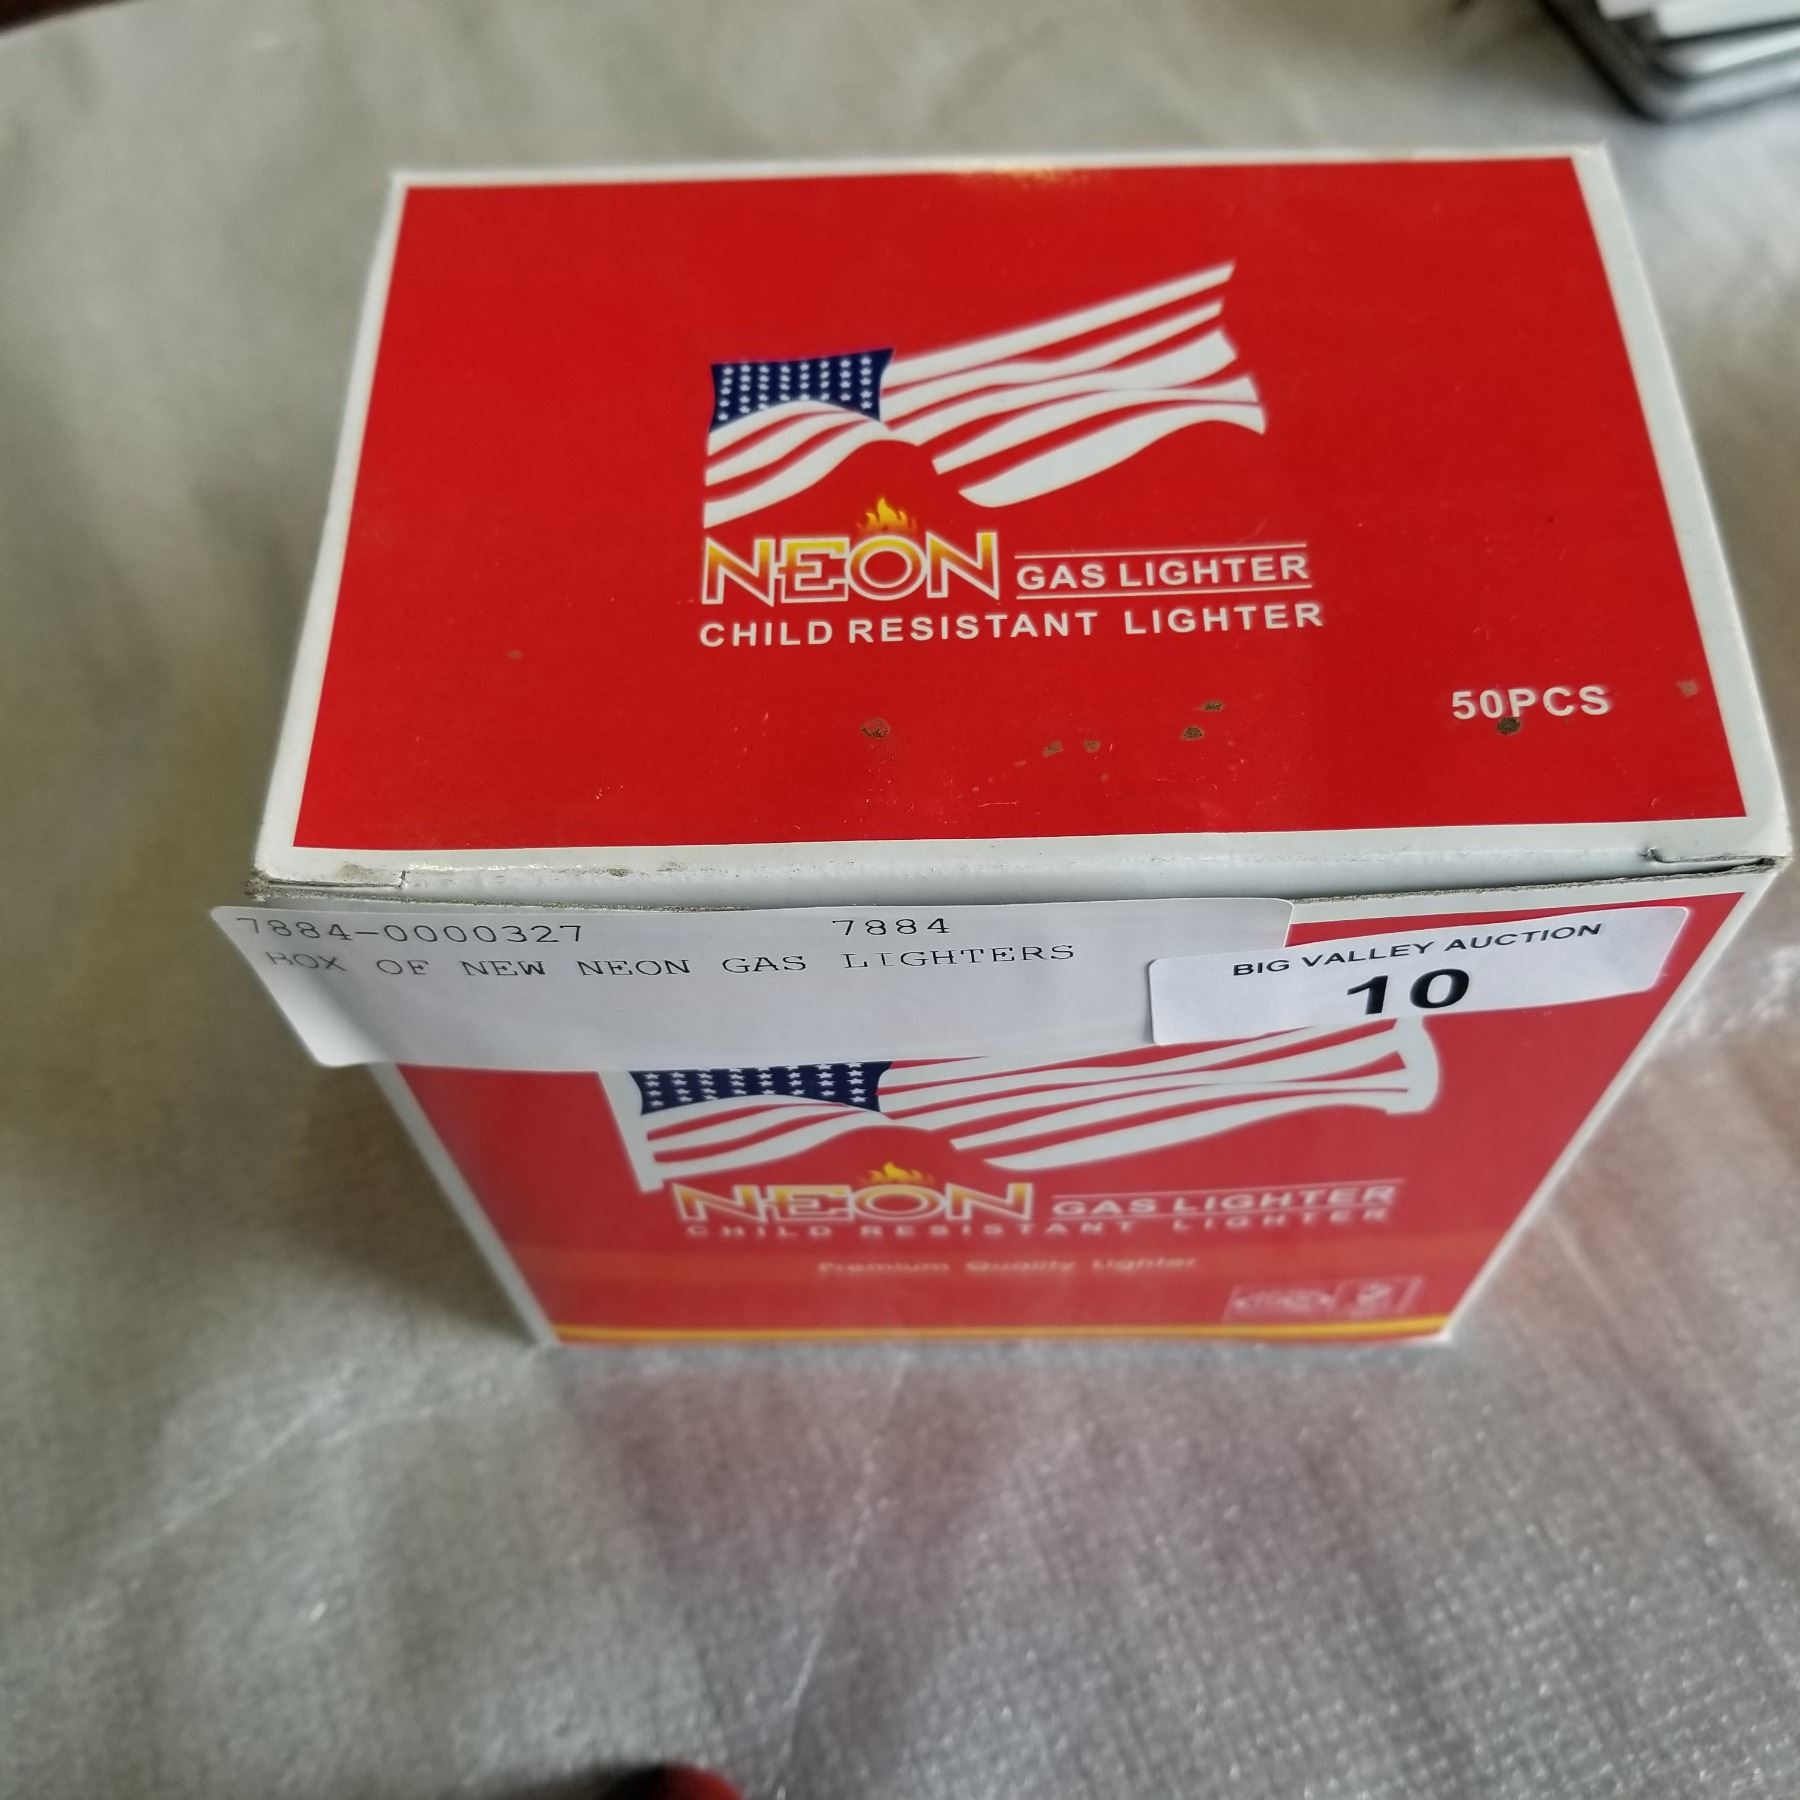 NEON GAS LIGHTER
CHILD RESISTANT LIGHTER
50PCS
7884-0000327 7884
BOX OF NEW NEON GAS LIGHTERS
BIG VALLEY AUCTION
10
NEON GAS LIGHTER
CHILD RESISTANT LIGHTER
Premium Quality Lighter